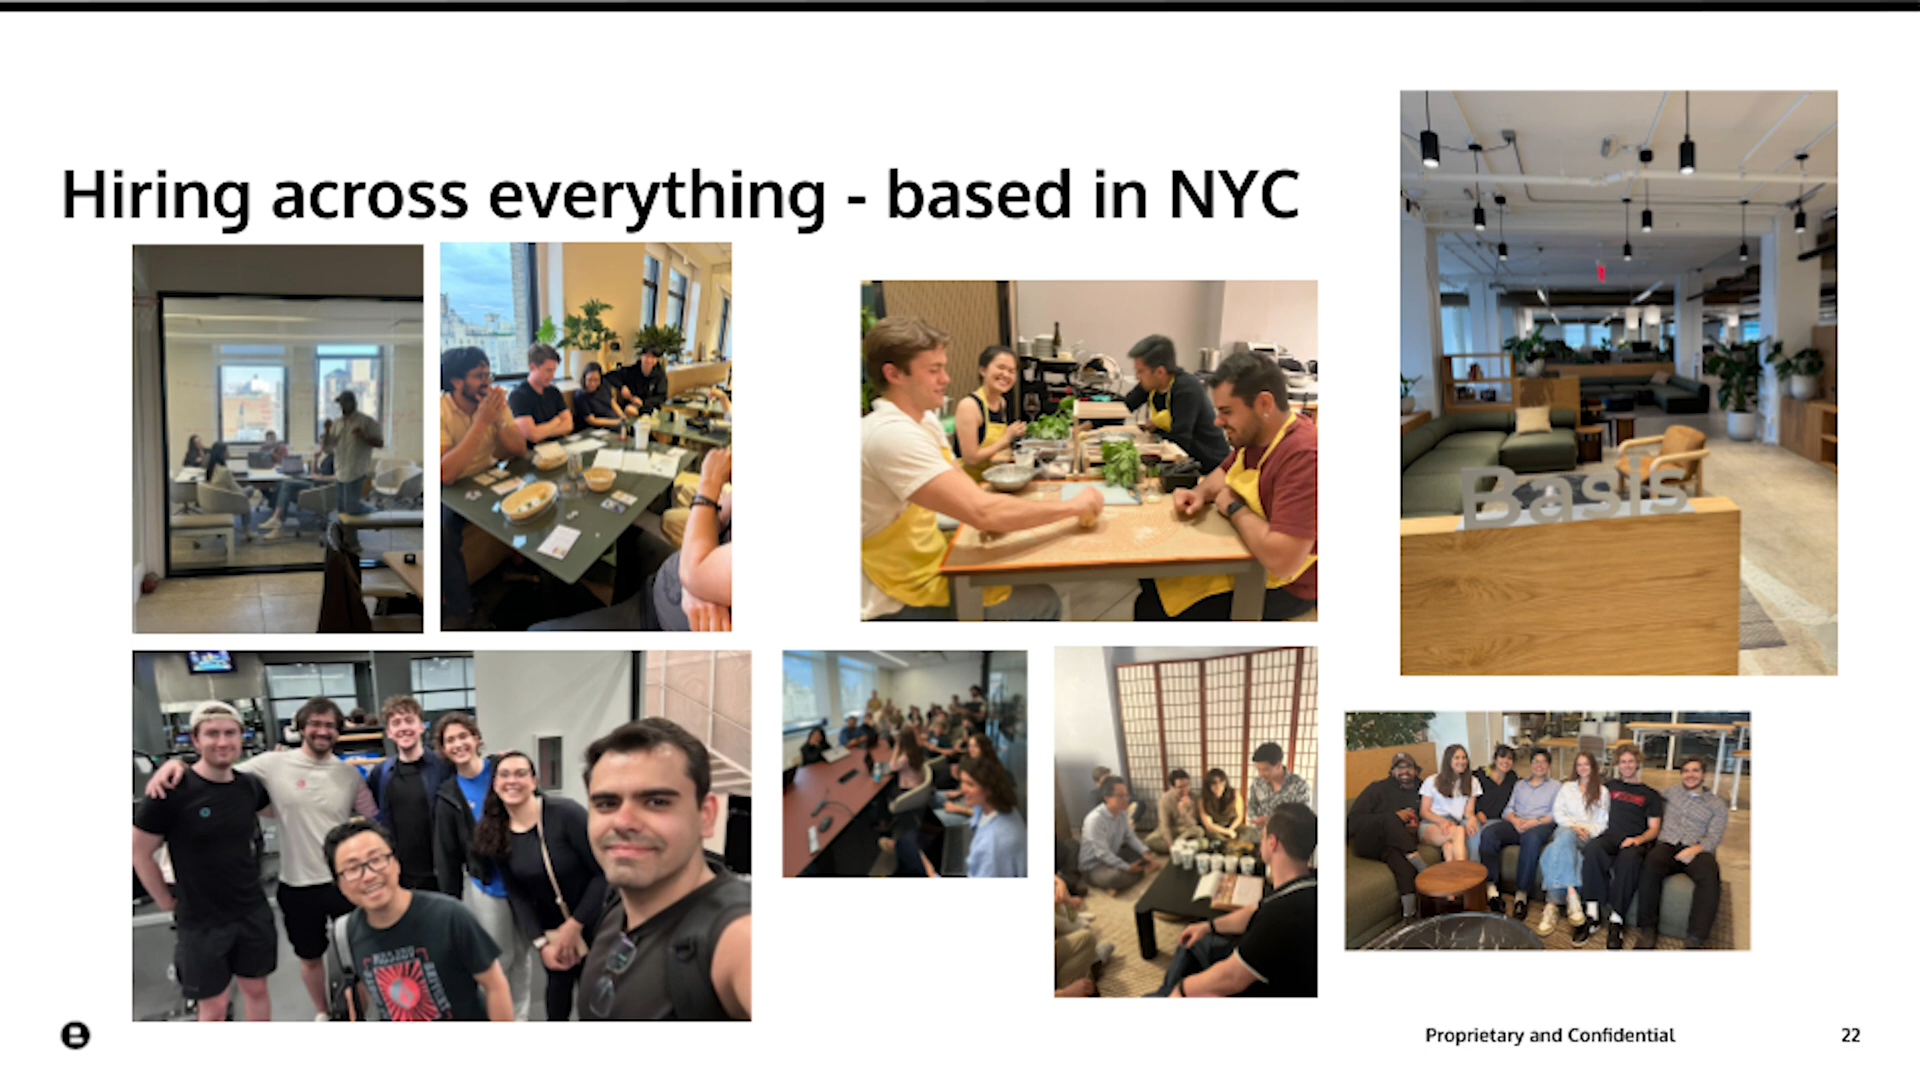 Hiring across everything - based in NYC
Basis
Proprietary and Confidential
22